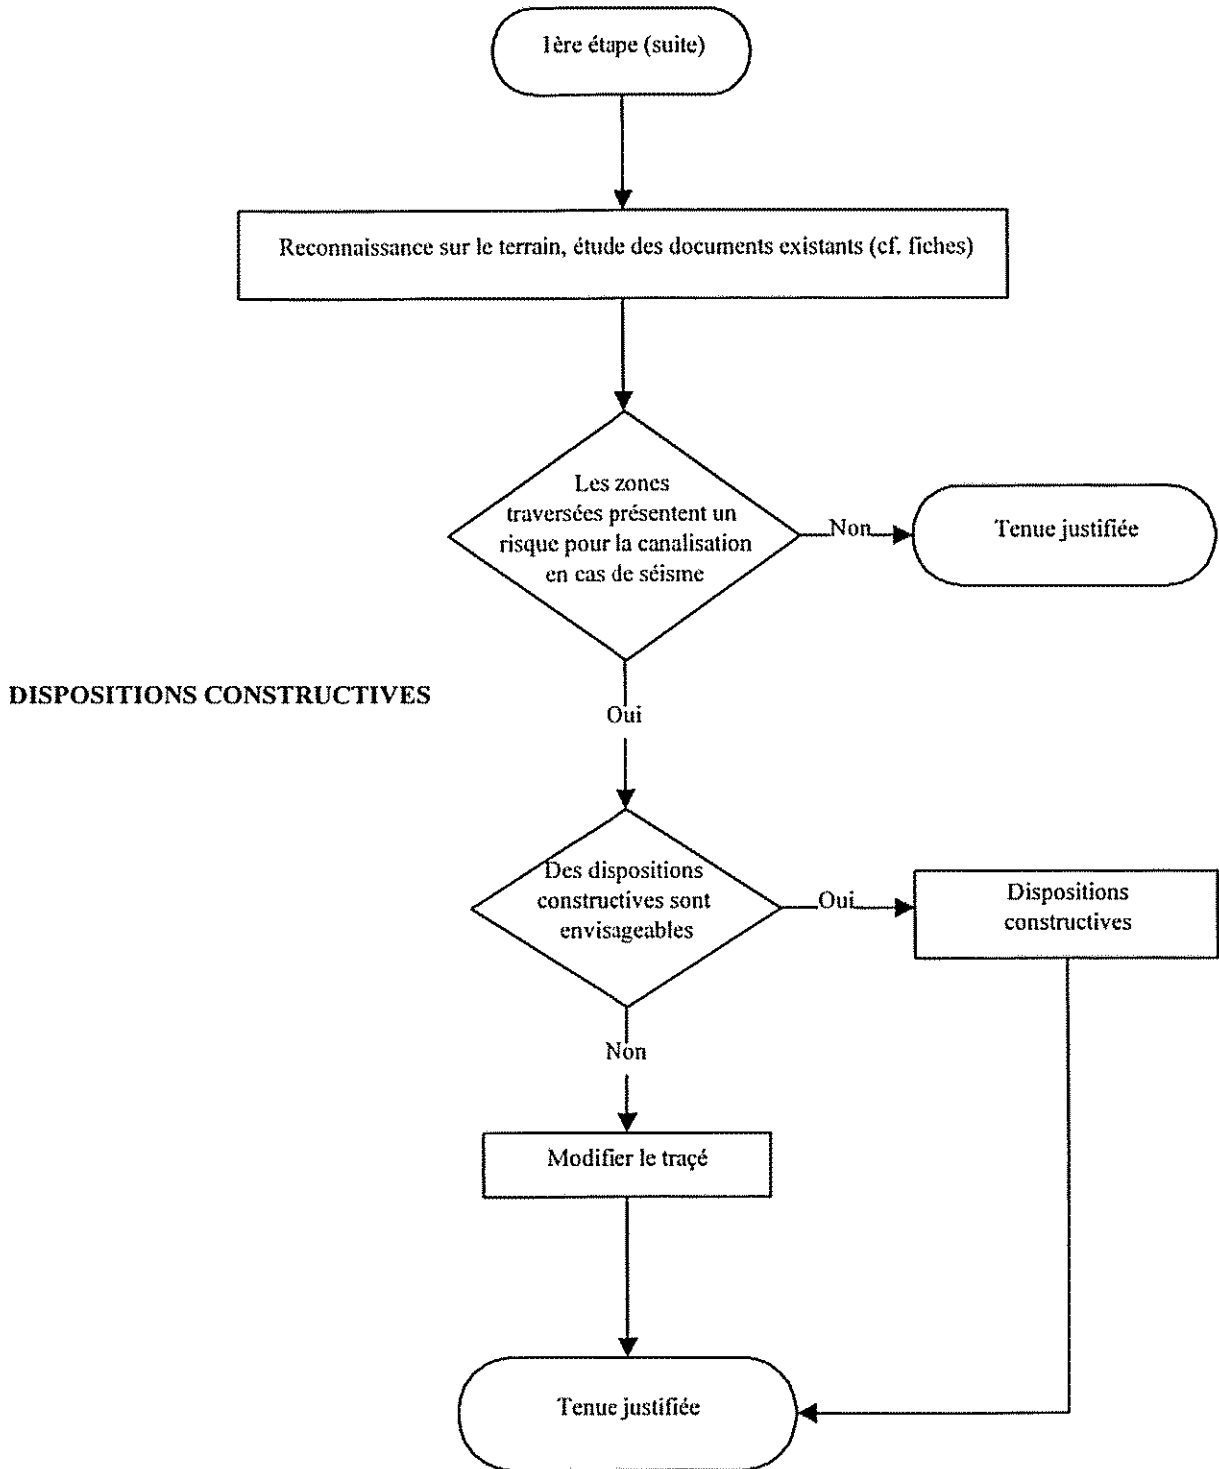 1ère étape (suite)
Reconnaissance sur le terrain, étude des documents existants (cf. fiches)
Les zones
traversées présentent un
risque pour la canalisation
en cas de séisme
Non
Tenue justifiée
DISPOSITIONS CONSTRUCTIVES
Oui
Des dispositions
constructives sont
envisageables
Oui
Dispositions
constructives
Non
Modifier le traçé
Tenue justifiée